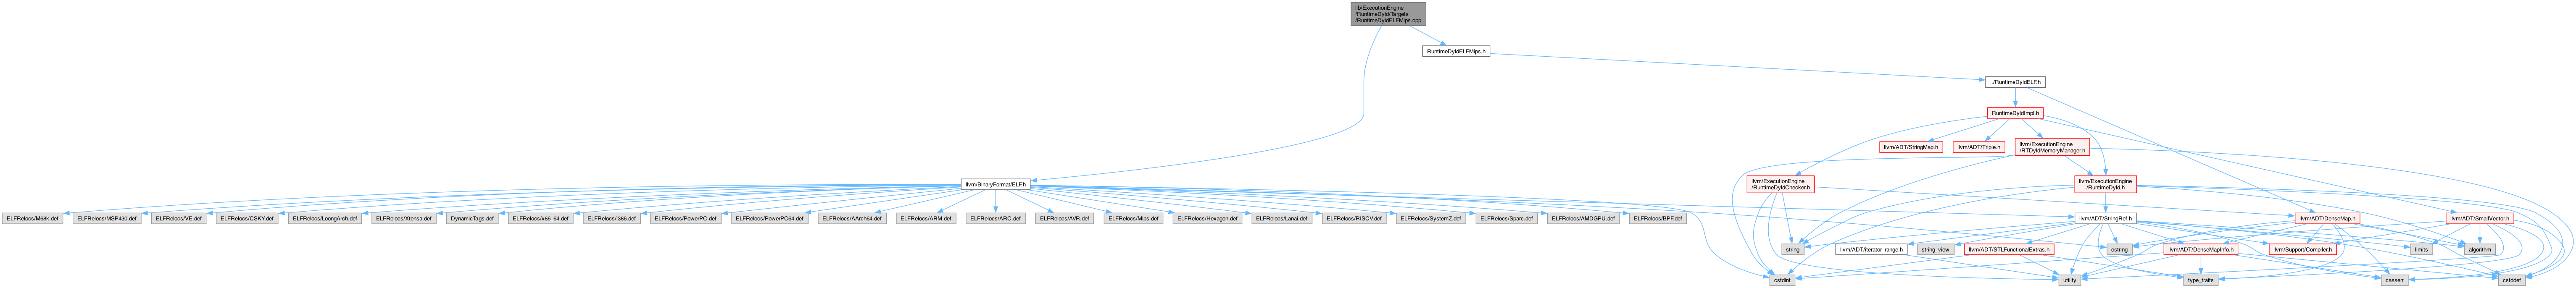 lib/ExecutionEngine
/RuntimeDyld/Targets
/RuntimeDyldELFMips.cpp
RuntimeDyldELFMips.h
../RuntimeDyldELF.h
RuntimeDyldImpl.h
llvm/ADT/StringMap.h
llvm/ADT/Triple.h
llvm/ExecutionEngine
/RTDyldMemoryManager.h
llvm/BinaryFormat/ELF.h
llvm/ExecutionEngine
/RuntimeDyldChecker.h
llvm/ExecutionEngine
/RuntimeDyld.h
ELFRelocs/M68k.def
ELFRelocs/MSP430.def
ELFRelocs/VE.def
ELFRelocs/CSKY.def
ELFRelocs/LoongArch.def
ELFRelocs/Xtensa.def
DynamicTags.def
ELFRelocs/x86_64.def
ELFRelocs/i386.def
ELFRelocs/PowerPC.def
ELFRelocs/PowerPC64.def
ELFRelocs/AArch64.def
ELFRelocs/ARM.def
ELFRelocs/ARC.def
ELFRelocs/AVR.def
ELFRelocs/Mips.def
ELFRelocs/Hexagon.def
ELFRelocs/Lanai.def
ELFRelocs/RISCV.def
ELFRelocs/SystemZ.def
ELFRelocs/Sparc.def
ELFRelocs/AMDGPU.def
ELFRelocs/BPF.def
llvm/ADT/StringRef.h
llvm/ADT/DenseMap.h
llvm/ADT/SmallVector.h
string
llvm/ADT/iterator_range.h
string_view
llvm/ADT/STLFunctionalExtras.h
cstring
llvm/ADT/DenseMapInfo.h
llvm/Support/Compiler.h
limits
algorithm
cstdint
utility
type_traits
cassert
cstddef